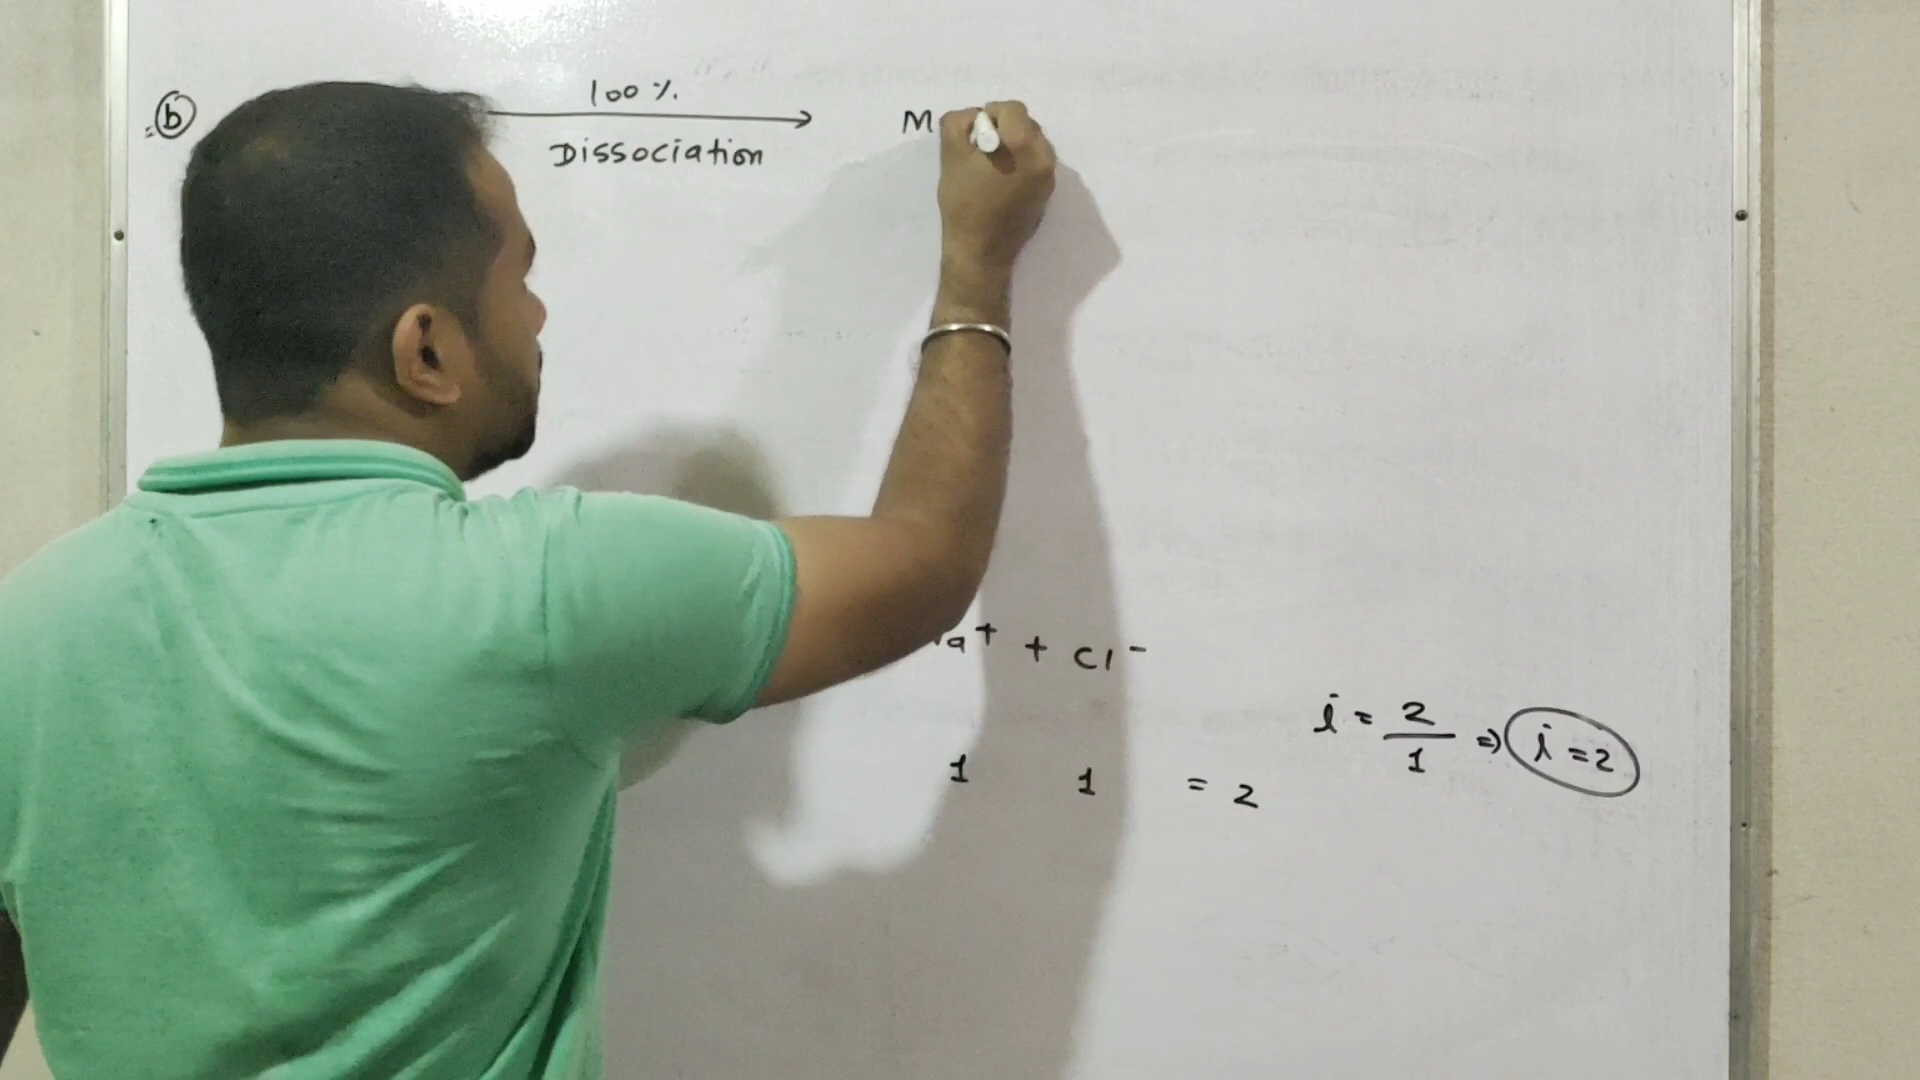 b 100 %
Dissociation M
a⁺ + Cl⁻
i = 2/1 ⇒ i = 2
1 1 = 2